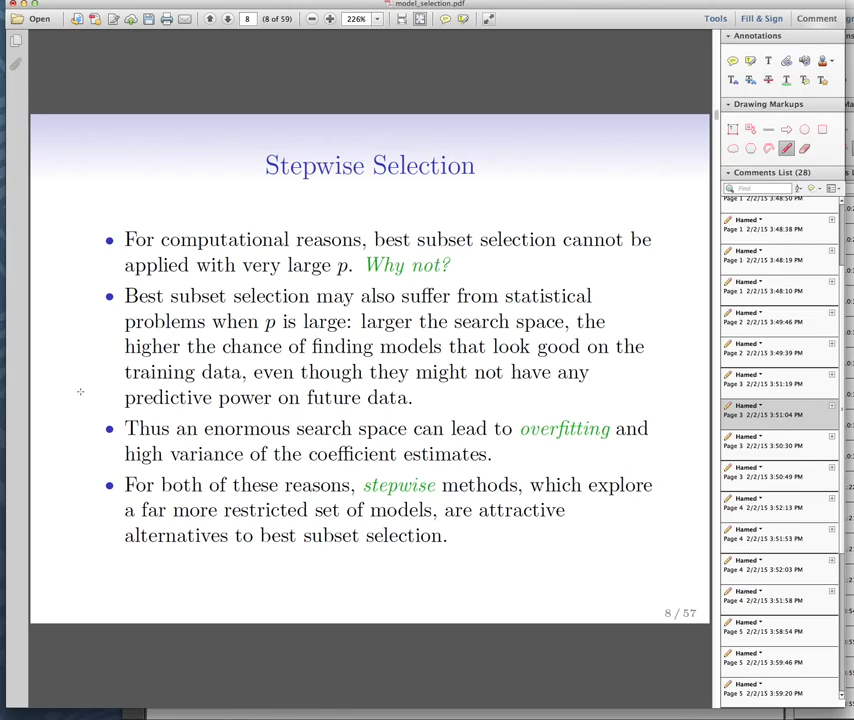 model_selection.pdf
Open
8
(8 of 59)
226%
Tools
Fill & Sign
Comment
Annotations
Drawing Markups
Comments List (28)
Find
Page 1 2/2/15 3:48:50 PM
Hamed
Page 1 2/2/15 3:48:38 PM
Hamed
Page 1 2/2/15 3:48:19 PM
Hamed
Page 1 2/2/15 3:48:10 PM
Hamed
Page 2 2/2/15 3:49:46 PM
Hamed
Page 2 2/2/15 3:49:39 PM
Hamed
Page 3 2/2/15 3:51:19 PM
Hamed
Page 3 2/2/15 3:51:04 PM
Hamed
Page 3 2/2/15 3:50:30 PM
Hamed
Page 3 2/2/15 3:50:49 PM
Hamed
Page 4 2/2/15 3:52:13 PM
Hamed
Page 4 2/2/15 3:51:53 PM
Hamed
Page 4 2/2/15 3:52:03 PM
Hamed
Page 4 2/2/15 3:51:58 PM
Hamed
Page 5 2/2/15 3:58:54 PM
Hamed
Page 5 2/2/15 3:59:46 PM
Hamed
Page 5 2/2/15 3:59:20 PM
Stepwise Selection
• For computational reasons, best subset selection cannot be
applied with very large p. Why not?
• Best subset selection may also suffer from statistical
problems when p is large: larger the search space, the
higher the chance of finding models that look good on the
training data, even though they might not have any
predictive power on future data.
• Thus an enormous search space can lead to overfitting and
high variance of the coefficient estimates.
• For both of these reasons, stepwise methods, which explore
a far more restricted set of models, are attractive
alternatives to best subset selection.
8 / 57